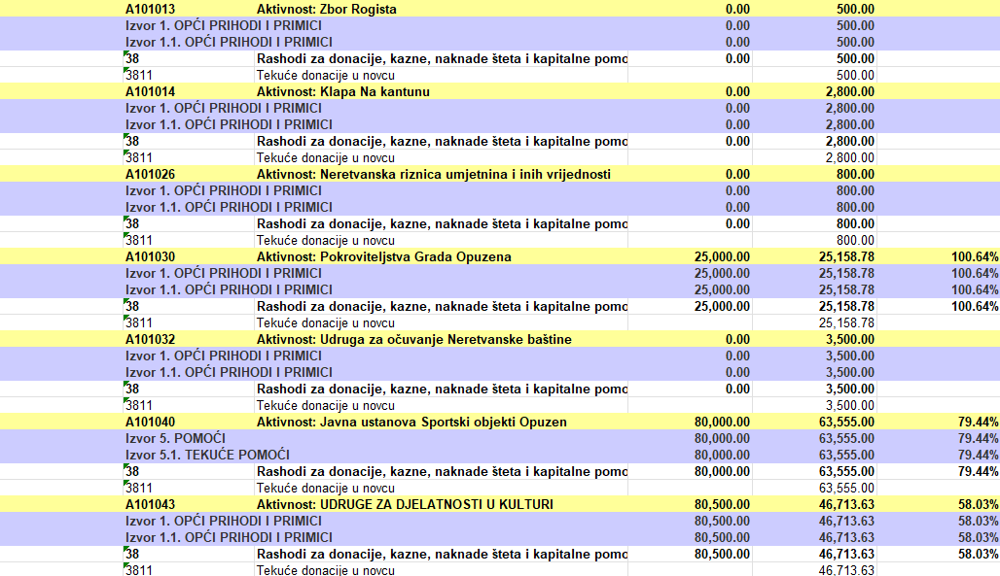 A101013 Aktivnost: Zbor Rogista 0.00 500.00
Izvor 1. OPĆI PRIHODI I PRIMICI 0.00 500.00
Izvor 1.1. OPĆI PRIHODI I PRIMICI 0.00 500.00
38 Rashodi za donacije, kazne, naknade šteta i kapitalne pomo 0.00 500.00
3811 Tekuće donacije u novcu 500.00
A101014 Aktivnost: Klapa Na kantunu 0.00 2,800.00
Izvor 1. OPĆI PRIHODI I PRIMICI 0.00 2,800.00
Izvor 1.1. OPĆI PRIHODI I PRIMICI 0.00 2,800.00
38 Rashodi za donacije, kazne, naknade šteta i kapitalne pomo 0.00 2,800.00
3811 Tekuće donacije u novcu 2,800.00
A101026 Aktivnost: Neretvanska riznica umjetnina i inih vrijednosti 0.00 800.00
Izvor 1. OPĆI PRIHODI I PRIMICI 0.00 800.00
Izvor 1.1. OPĆI PRIHODI I PRIMICI 0.00 800.00
38 Rashodi za donacije, kazne, naknade šteta i kapitalne pomo 0.00 800.00
3811 Tekuće donacije u novcu 800.00
A101030 Aktivnost: Pokroviteljstva Grada Opuzena 25,000.00 25,158.78 100.64%
Izvor 1. OPĆI PRIHODI I PRIMICI 25,000.00 25,158.78 100.64%
Izvor 1.1. OPĆI PRIHODI I PRIMICI 25,000.00 25,158.78 100.64%
38 Rashodi za donacije, kazne, naknade šteta i kapitalne pomo 25,000.00 25,158.78 100.64%
3811 Tekuće donacije u novcu 25,158.78
A101032 Aktivnost: Udruga za očuvanje Neretvanske baštine 0.00 3,500.00
Izvor 1. OPĆI PRIHODI I PRIMICI 0.00 3,500.00
Izvor 1.1. OPĆI PRIHODI I PRIMICI 0.00 3,500.00
38 Rashodi za donacije, kazne, naknade šteta i kapitalne pomo 0.00 3,500.00
3811 Tekuće donacije u novcu 3,500.00
A101040 Aktivnost: Javna ustanova Sportski objekti Opuzen 80,000.00 63,555.00 79.44%
Izvor 5. POMOĆI 80,000.00 63,555.00 79.44%
Izvor 5.1. TEKUĆE POMOĆI 80,000.00 63,555.00 79.44%
38 Rashodi za donacije, kazne, naknade šteta i kapitalne pomo 80,000.00 63,555.00 79.44%
3811 Tekuće donacije u novcu 63,555.00
A101043 Aktivnost: UDRUGE ZA DJELATNOSTI U KULTURI 80,500.00 46,713.63 58.03%
Izvor 1. OPĆI PRIHODI I PRIMICI 80,500.00 46,713.63 58.03%
Izvor 1.1. OPĆI PRIHODI I PRIMICI 80,500.00 46,713.63 58.03%
38 Rashodi za donacije, kazne, naknade šteta i kapitalne pomo 80,500.00 46,713.63 58.03%
3811 Tekuće donacije u novcu 46,713.63